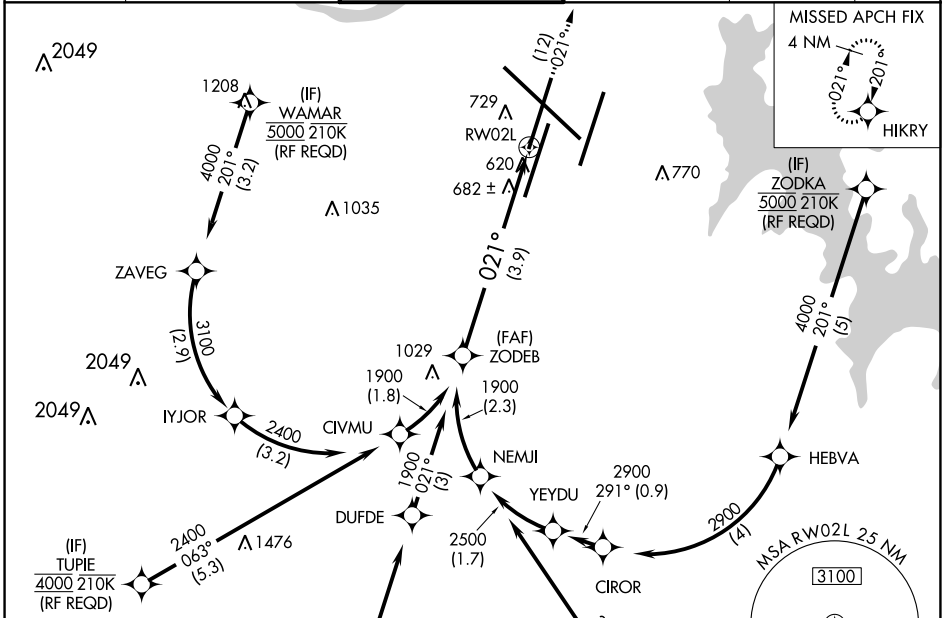 MISSED APCH FIX
4 NM
021°
201°
HIKRY
2049
(12)
021°
1208
(IF)
WAMAR
5000 210K
(RF REQD)
729
RW02L
620
682 ±
770
(IF)
ZODKA
5000 210K
(RF REQD)
4000
201°
(3.2)
1035
021°
(3.9)
ZAVEG
4000
201°
(5)
3100
(2.9)
(FAF)
ZODEB
1029
2049
1900
(1.8)
1900
(2.3)
2049
IYJOR
2400
(3.2)
CIVMU
NEMJI
HEBVA
1900
021°
(3)
YEYDU
2900
291° (0.9)
DUFDE
2900
(4)
2500
(1.7)
2400
063°
(5.3)
1476
(IF)
TUPIE
4000 210K
(RF REQD)
CIROR
MSA RW02L 25 NM
3100